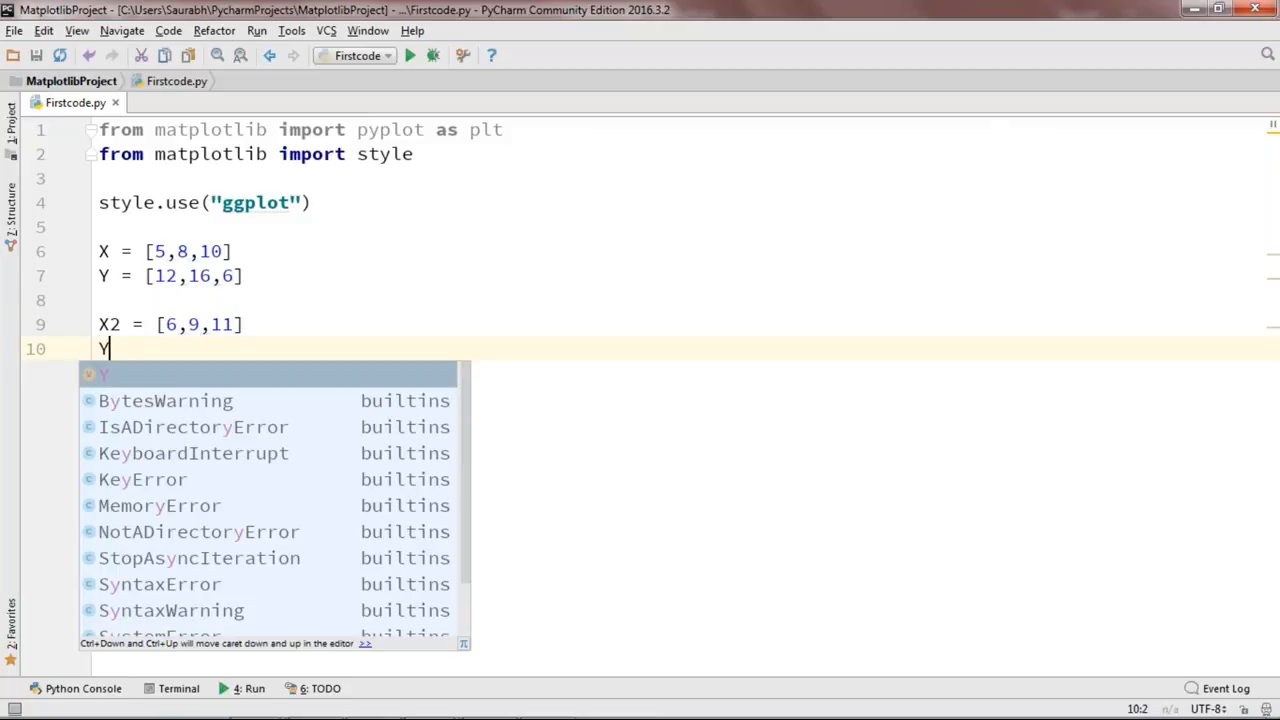 MatplotlibProject - [C:\Users\Saurabh\PycharmProjects\MatplotlibProject] - ...\Firstcode.py - PyCharm Community Edition 2016.3.2
File Edit View Navigate Code Refactor Run Tools VCS Window Help
Firstcode
MatplotlibProject Firstcode.py
Firstcode.py
1: Project
Z: Structure
2: Favorites
1 from matplotlib import pyplot as plt
2 from matplotlib import style
3
4 style.use("ggplot")
5
6 X = [5,8,10]
7 Y = [12,16,6]
8
9 X2 = [6,9,11]
10 Y
Y
BytesWarning builtins
IsADirectoryError builtins
KeyboardInterrupt builtins
KeyError builtins
MemoryError builtins
NotADirectoryError builtins
StopAsyncIteration builtins
SyntaxError builtins
SyntaxWarning builtins
SystemError builtins
Ctrl+Down and Ctrl+Up will move caret down and up in the editor >> π
Python Console Terminal 4: Run 6: TODO Event Log
10:2 n/a UTF-8